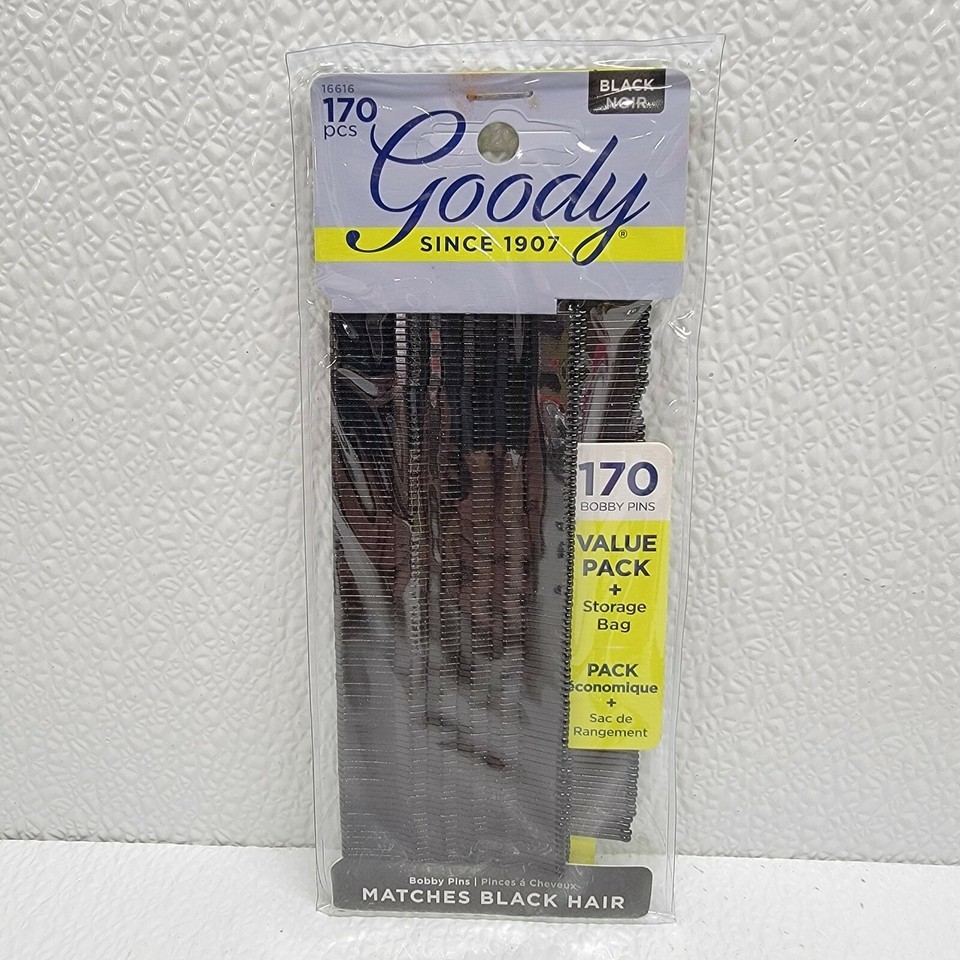 16616
170
pcs
BLACK
NOIR
Goody®
SINCE 1907
170
BOBBY PINS
VALUE
PACK
+
Storage
Bag
PACK
économique
+
Sac de
Rangement
Bobby Pins | Pinces á Cheveux
MATCHES BLACK HAIR